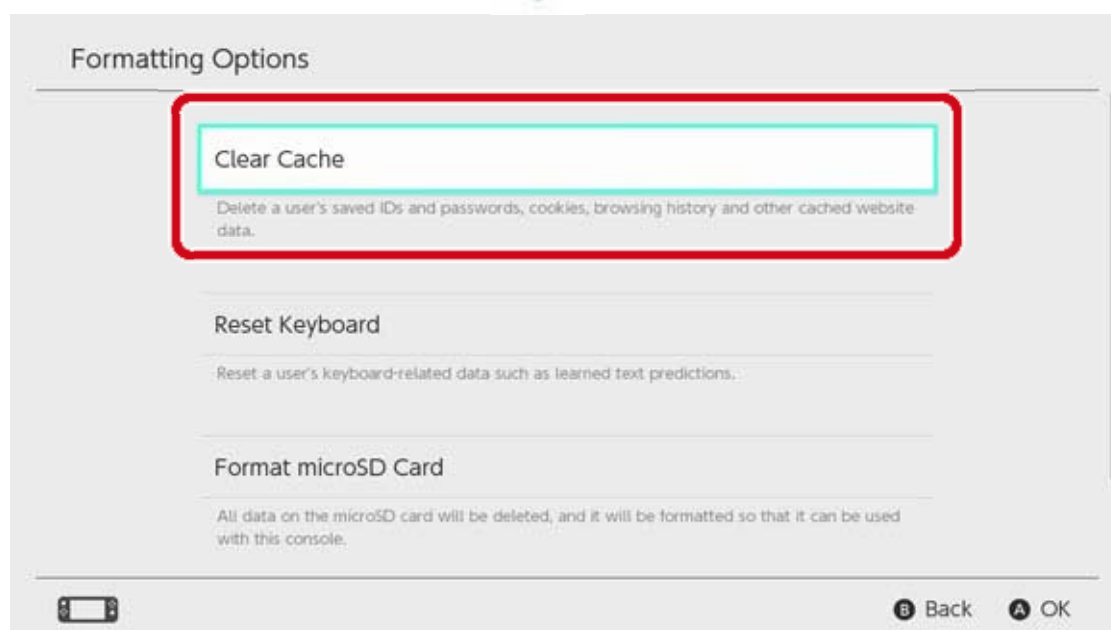 Formatting Options
Clear Cache
Delete a user's saved IDs and passwords, cookies, browsing history and other cached website
data.
Reset Keyboard
Reset a user's keyboard-related data such as learned text predictions.
Format microSD Card
All data on the microSD card will be deleted, and it will be formatted so that it can be used
with this console.
B Back A OK